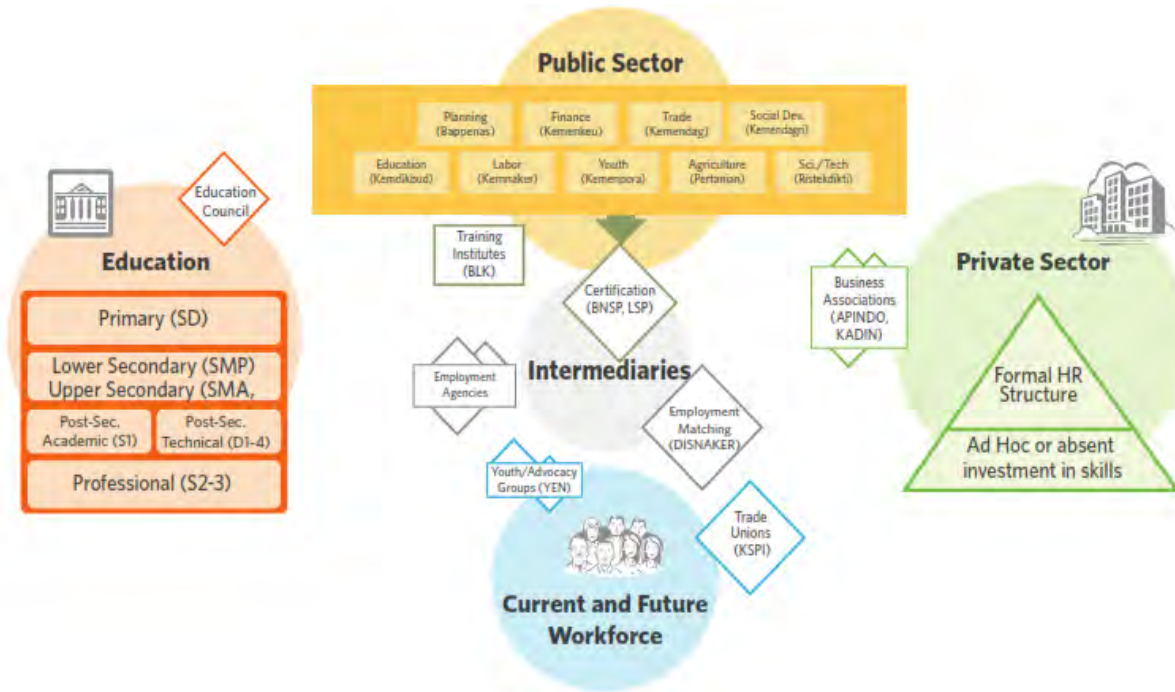 Public Sector
Planning
(Bappenas)
Finance
(Kemenkeu)
Trade
(Kemendag)
Social Dev.
(Kemendagri)
Education
(Kemdikbud)
Labor
(Kemnaker)
Youth
(Kemenpora)
Agriculture
(Pertanian)
Sci./Tech
(Ristekdikti)
Education
Council
Education
Primary (SD)
Lower Secondary (SMP)
Upper Secondary (SMA,
Post-Sec.
Academic (S1)
Post-Sec.
Technical (D1-4)
Professional (S2-3)
Training
Institutes
(BLK)
Certification
(BNSP, LSP)
Intermediaries
Employment
Agencies
Employment
Matching
(DISNAKER)
Business
Associations
(APINDO,
KADIN)
Private Sector
Formal HR
Structure
Ad Hoc or absent
investment in skills
Youth/Advocacy
Groups (YEN)
Trade
Unions
(KSPI)
Current and Future
Workforce